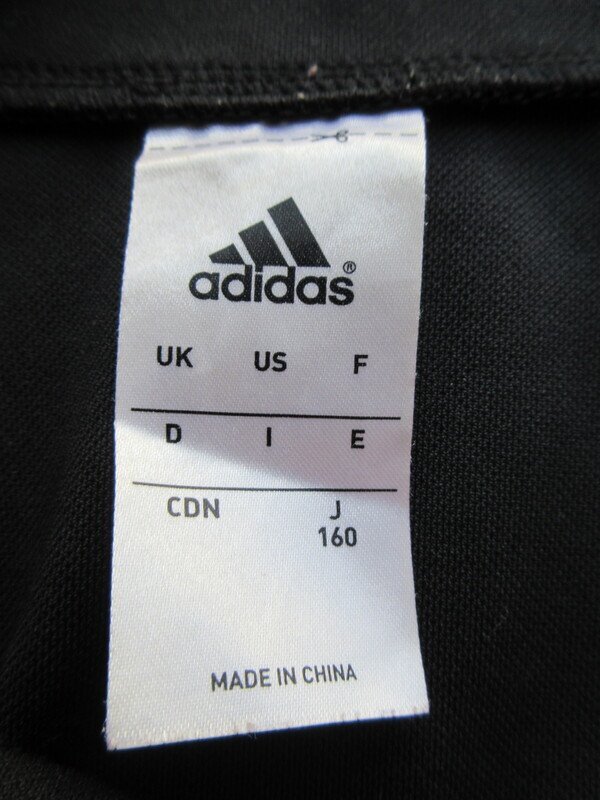 adidas®
UK US F
D I E
CDN J
160
MADE IN CHINA